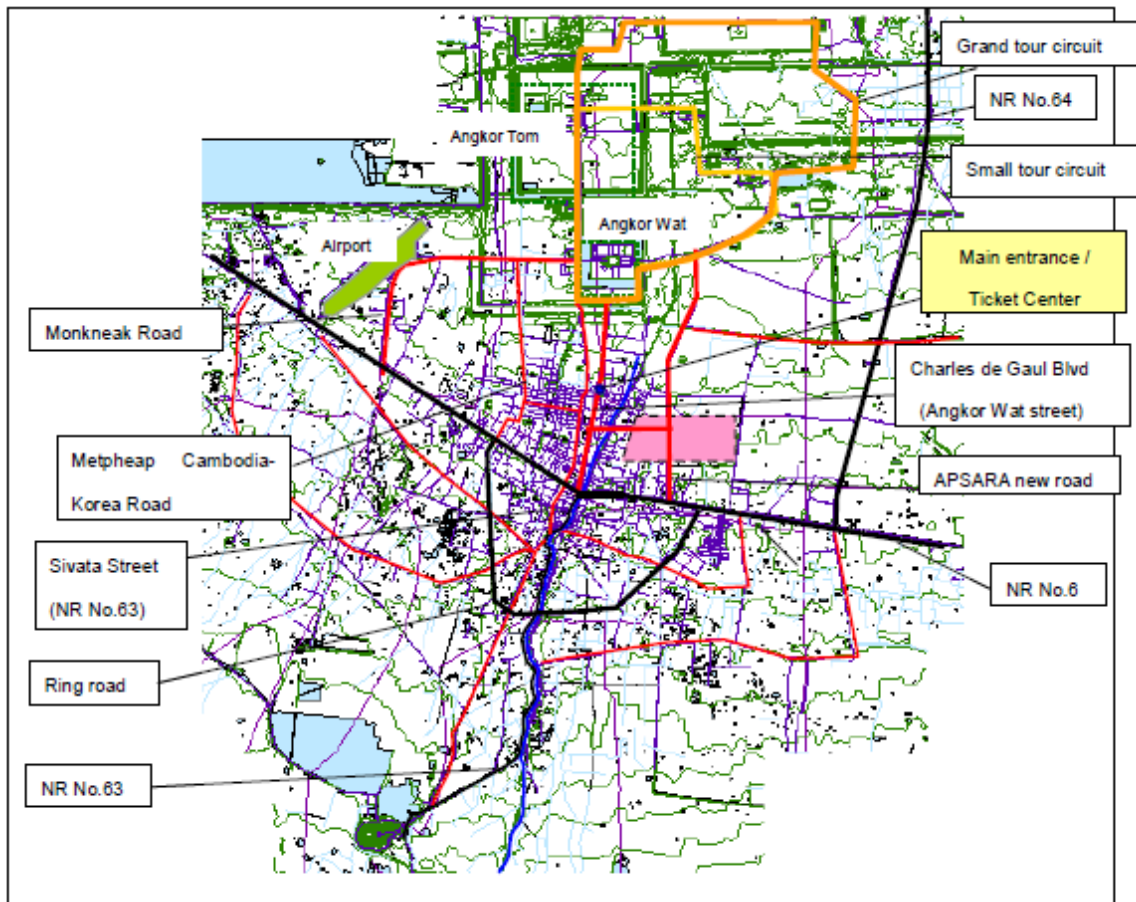 Grand tour circuit
NR No.64
Angkor Tom
Small tour circuit
Angkor Wat
Airport
Main entrance /
Ticket Center
Monkneak Road
Charles de Gaul Blvd
(Angkor Wat street)
Metpheap Cambodia-
Korea Road
APSARA new road
Sivata Street
(NR No.63)
NR No.6
Ring road
NR No.63